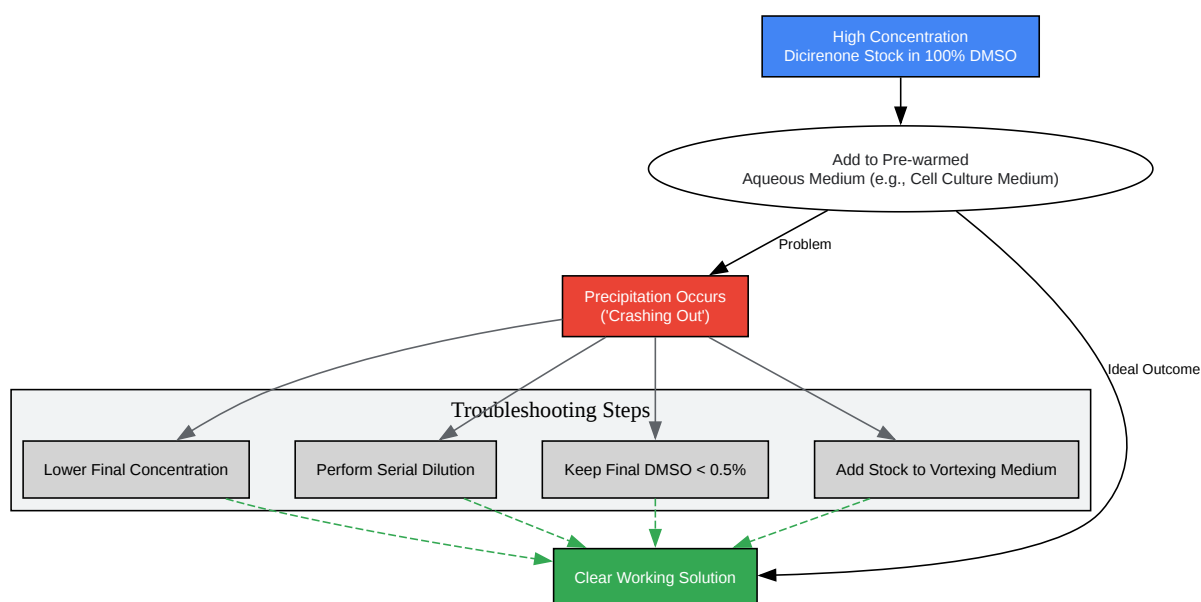 High Concentration
Dicirenone Stock in 100% DMSO
Add to Pre-warmed
Aqueous Medium (e.g., Cell Culture Medium)
Problem
Precipitation Occurs
('Crashing Out')
Ideal Outcome
Troubleshooting Steps
Lower Final Concentration
Perform Serial Dilution
Keep Final DMSO < 0.5%
Add Stock to Vortexing Medium
Clear Working Solution